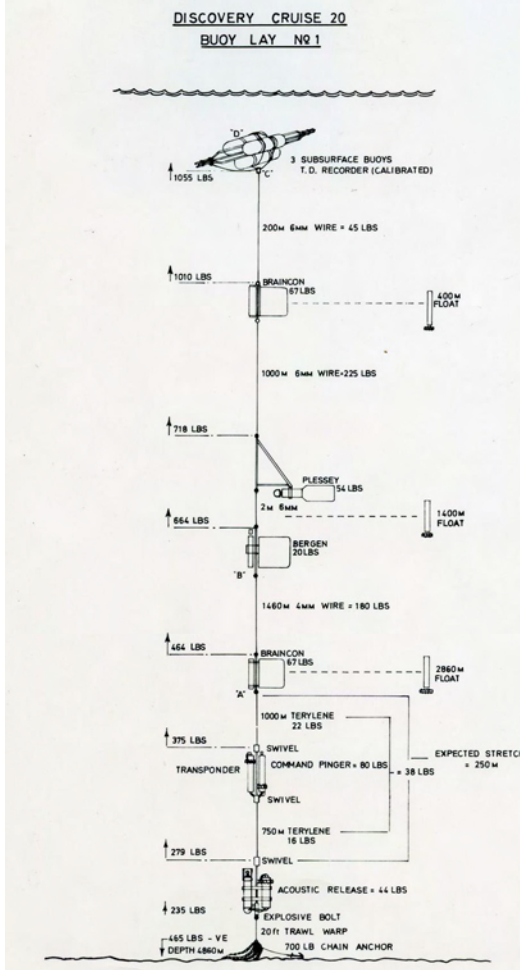 DISCOVERY CRUISE 20
BUOY LAY Nº1
"D"
3 SUBSURFACE BUOYS
T.D. RECORDER (CALIBRATED)
"C"
1055 LBS
200M 6MM WIRE = 45 LBS
1010 LBS
BRAINCON
67 LBS
400M
FLOAT
1000M 6MM WIRE=225 LBS
718 LBS
PLESSEY
54 LBS
2M 6MM
664 LBS
1400M
FLOAT
BERGEN
20 LBS
"B"
1460M 4MM WIRE = 180 LBS
464 LBS
BRAINCON
67 LBS
2860M
FLOAT
"A"
1000M TERYLENE
22 LBS
375 LBS
SWIVEL
TRANSPONDER
COMMAND PINGER = 80 LBS
= 38 LBS
EXPECTED STRETCH
= 250M
SWIVEL
750M TERYLENE
16 LBS
279 LBS
SWIVEL
ACOUSTIC RELEASE = 44 LBS
235 LBS
EXPLOSIVE BOLT
20ft TRAWL WARP
465 LBS - VE
DEPTH 4860M
700 LB CHAIN ANCHOR